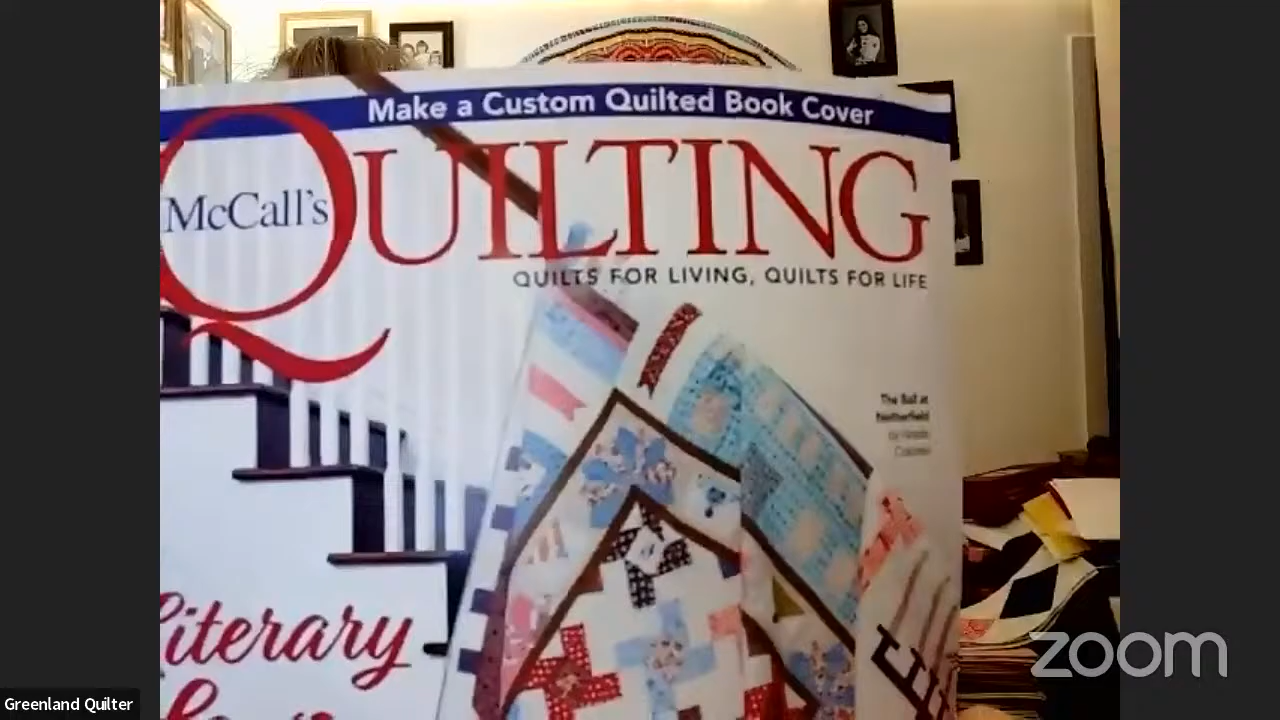 Make a Custom Quilted Book Cover
McCall's
QUILTING
QUILTS FOR LIVING, QUILTS FOR LIFE
The Ball at
Netherfield
Literary
zoom
Greenland Quilter